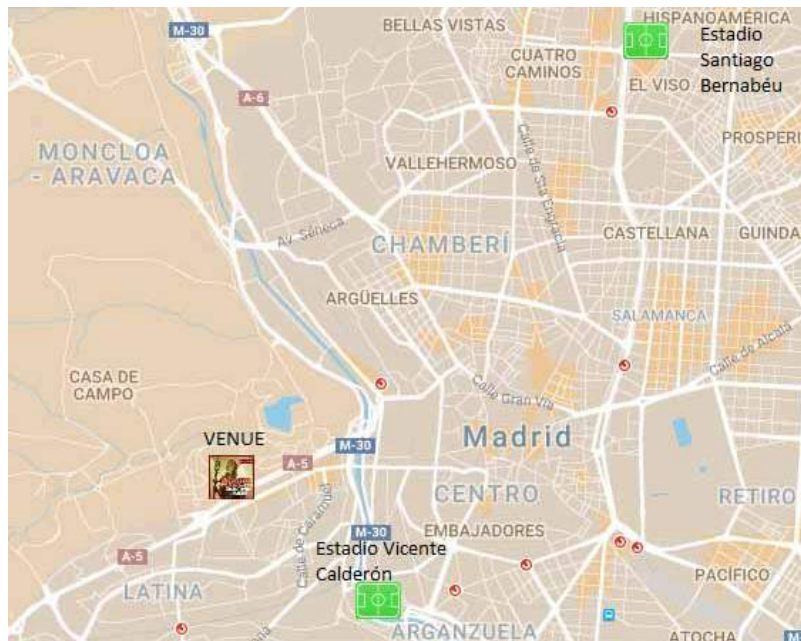 M-30
BELLAS VISTAS
HISPANOAMÉRICA
Estadio
Santiago
Bernabéu
CUATRO
CAMINOS
EL VISO
A-6
MONCLOA
- ARAVACA
VALLEHERMOSO
Calle de Sta Engracia
PROSPERI
Av. Séneca
CHAMBERÍ
CASTELLANA
GUINDA
ARGÜELLES
SALAMANCA
Calle de Alcalá
CASA DE
CAMPO
Calle Gran Vía
VENUE
M-30
Madrid
A-5
CENTRO
RETIRO
Calle de Caramuel
M-30
EMBAJADORES
Estadio Vicente
Calderón
A-5
LATINA
PACÍFICO
ARGANZUELA
ATOCHA